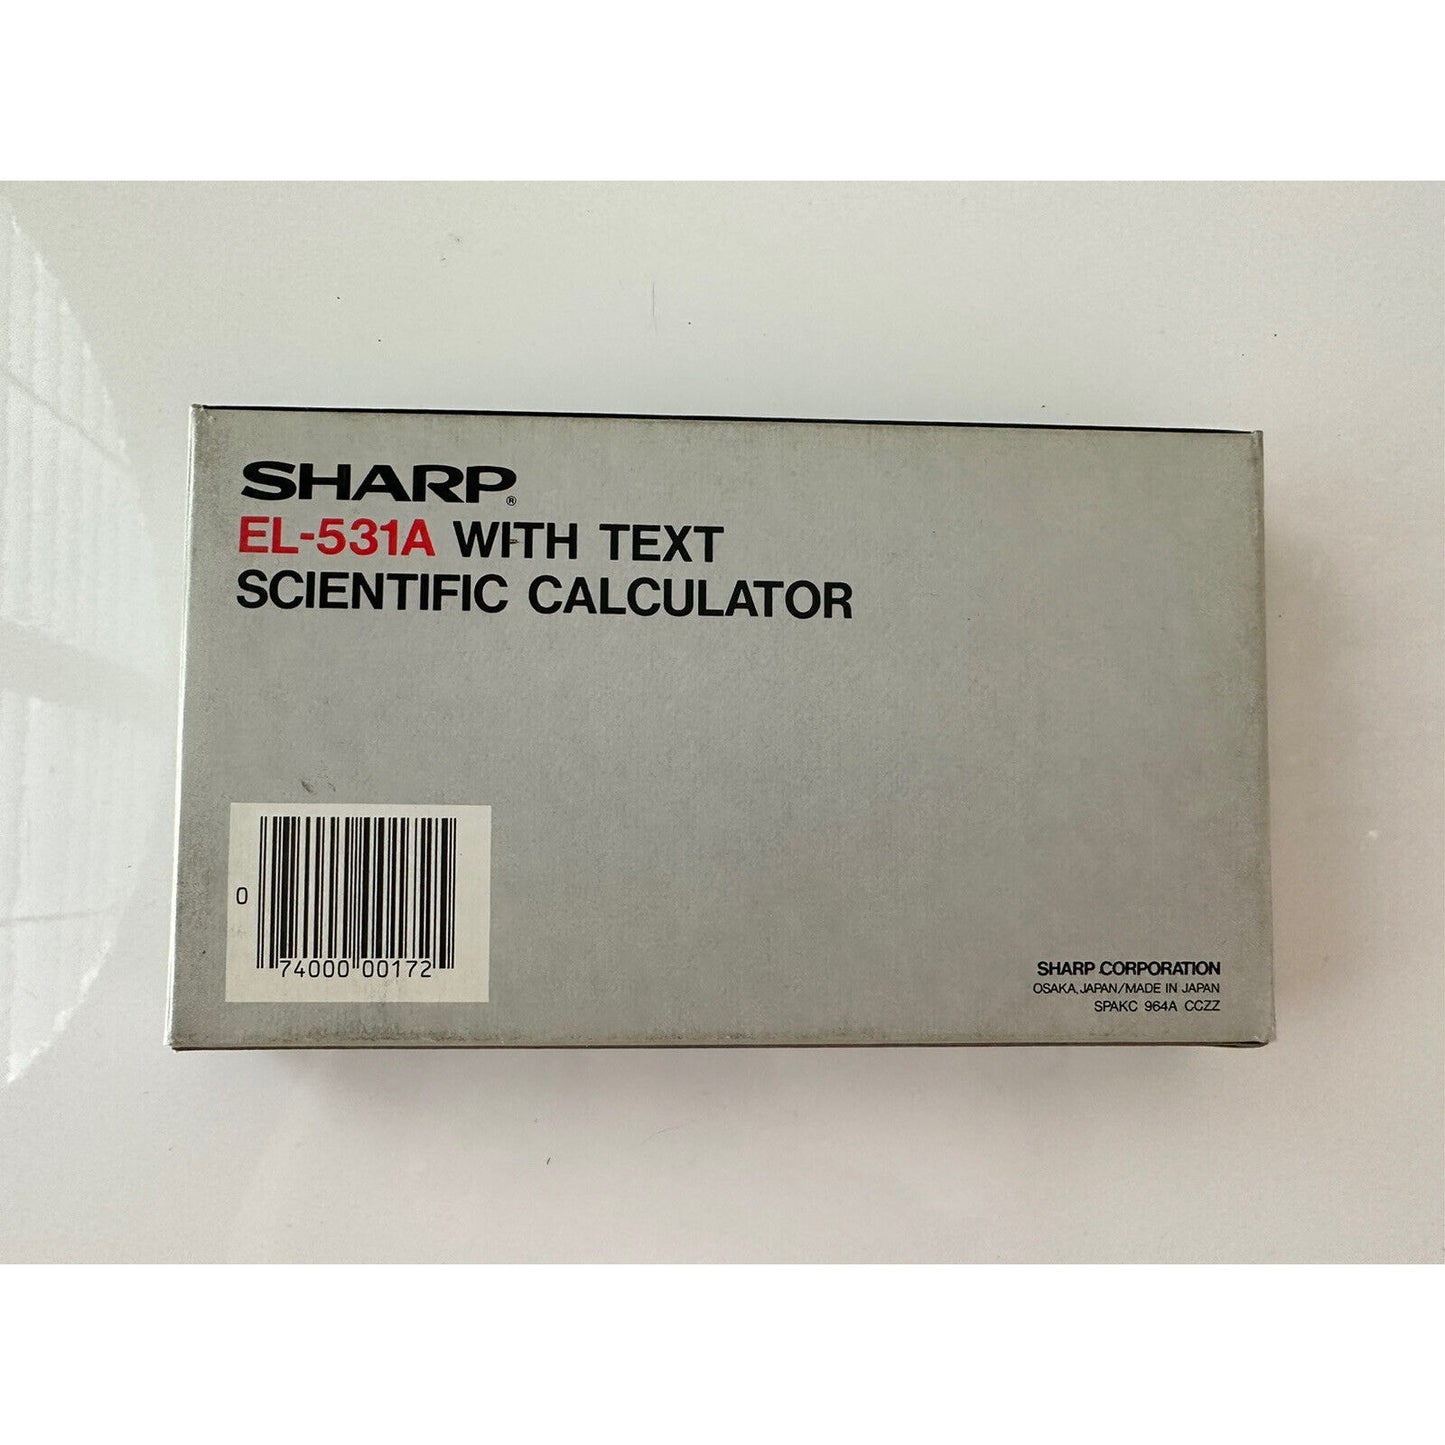 SHARP®
EL-531A WITH TEXT
SCIENTIFIC CALCULATOR
0 74000 00172
SHARP CORPORATION
OSAKA, JAPAN/MADE IN JAPAN
SPAKC 964A CCZZ